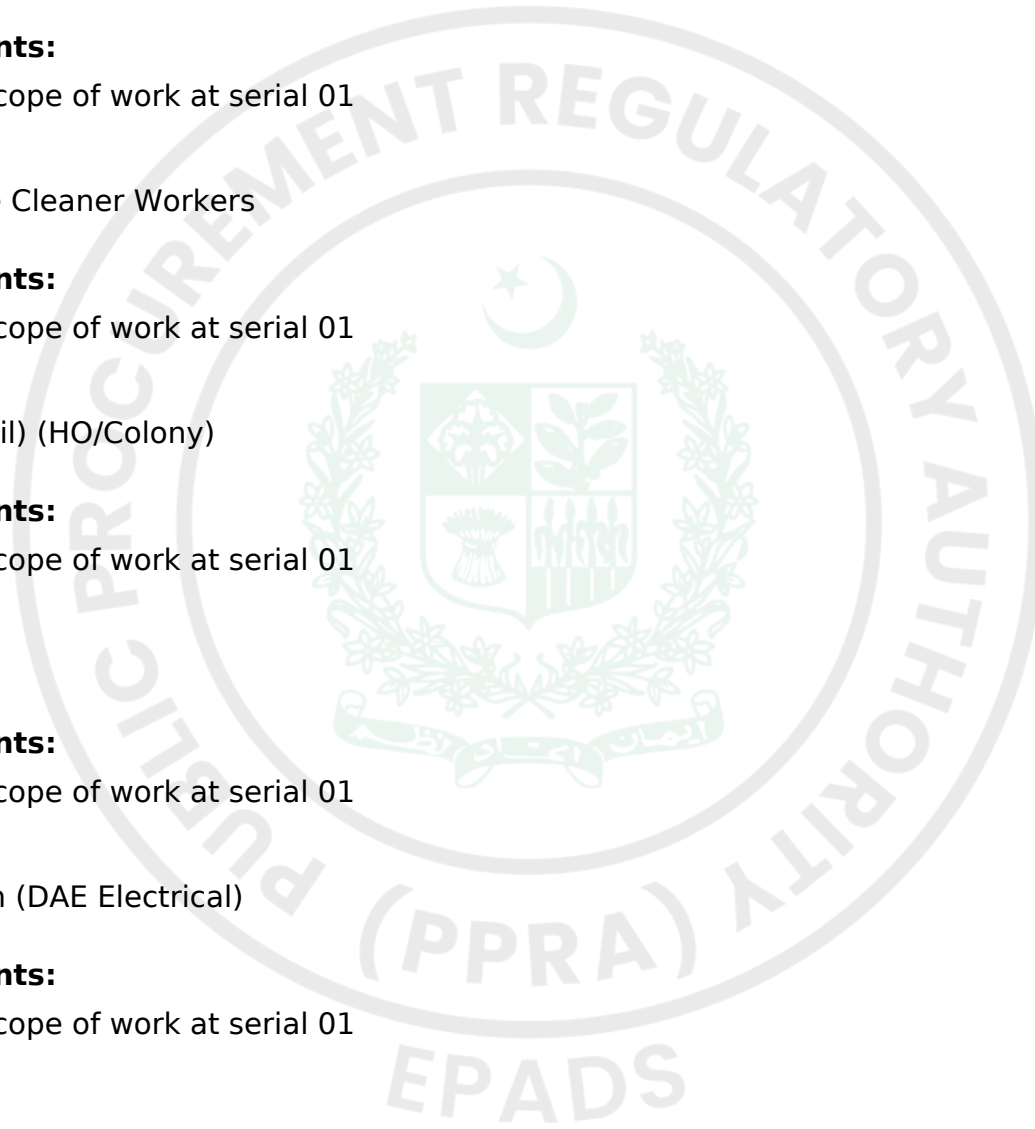 nts:
cope of work at serial 01
Cleaner Workers
nts:
cope of work at serial 01
il) (HO/Colony)
nts:
cope of work at serial 01
nts:
cope of work at serial 01
n (DAE Electrical)
nts:
cope of work at serial 01
PUBLIC PROCUREMENT REGULATORY AUTHORITY
(PPRA)
EPADS